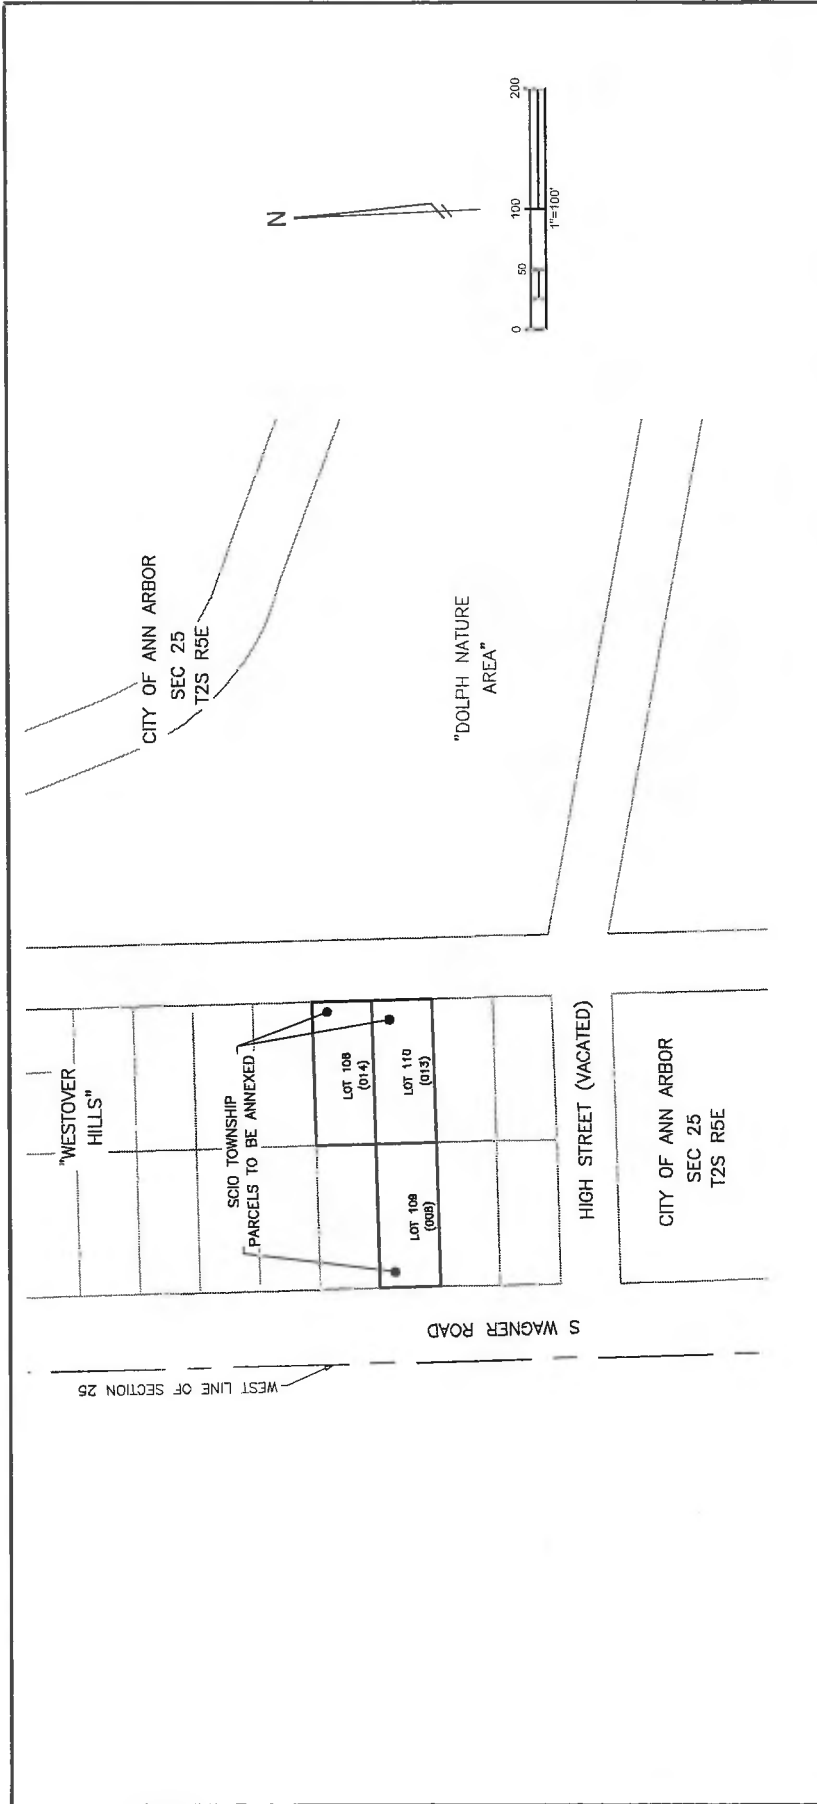 "WESTOVER
HILLS"
CITY OF ANN ARBOR
SEC 25
T2S R5E
N
0
50
100
200
1"=100'
SCIO TOWNSHIP
PARCELS TO BE ANNEXED
LOT 108
(014)
LOT 110
(013)
LOT 109
(008)
"DOLPH NATURE
AREA"
WEST LINE OF SECTION 25
S WAGNER ROAD
HIGH STREET (VACATED)
CITY OF ANN ARBOR
SEC 25
T2S R5E